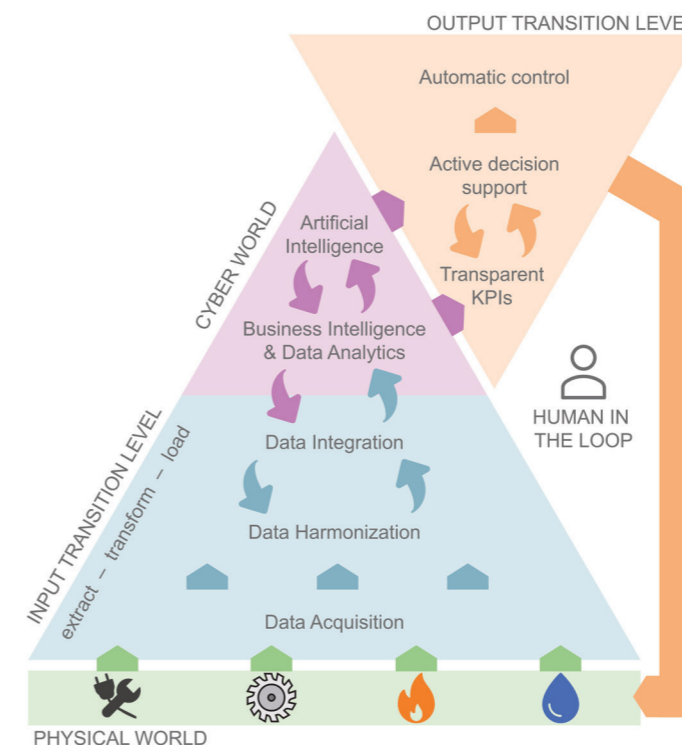 OUTPUT TRANSITION LEVE
Automatic control
Active decision
support
Transparent
KPIs
CYBER WORLD
Artificial
Intelligence
Business Intelligence
& Data Analytics
HUMAN IN
THE LOOP
INPUT TRANSITION LEVEL
extract – transform – load
Data Integration
Data Harmonization
Data Acquisition
PHYSICAL WORLD